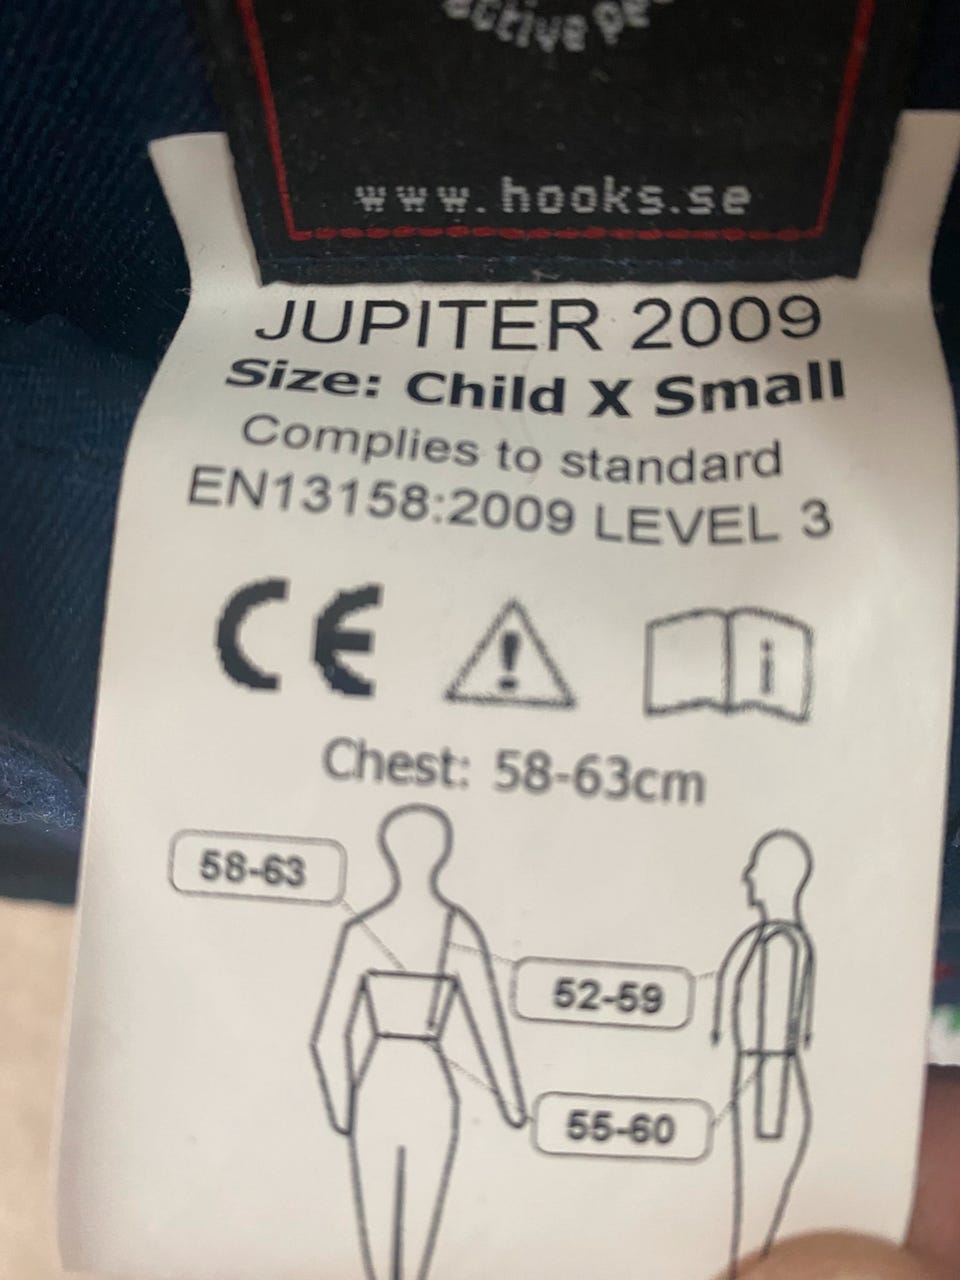 active
www.hooks.se
JUPITER 2009
Size: Child X Small
Complies to standard
EN13158:2009 LEVEL 3
CE
i
Chest: 58-63cm
58-63
52-59
55-60